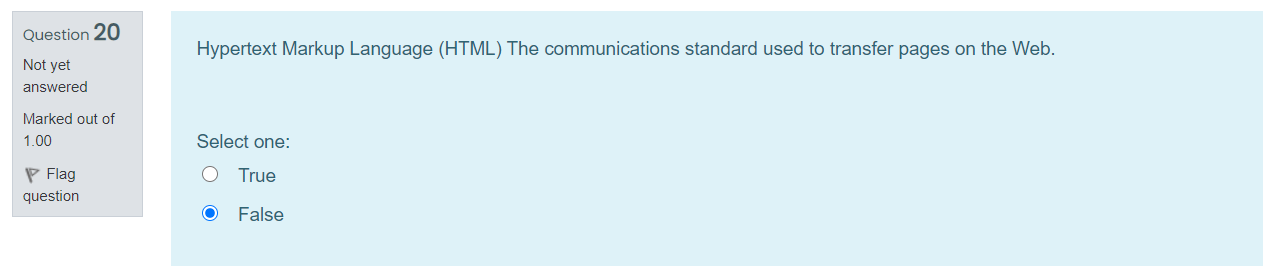 Question 20
Not yet
answered
Marked out of
1.00
Flag
question
Hypertext Markup Language (HTML) The communications standard used to transfer pages on the Web.
Select one:
True
False